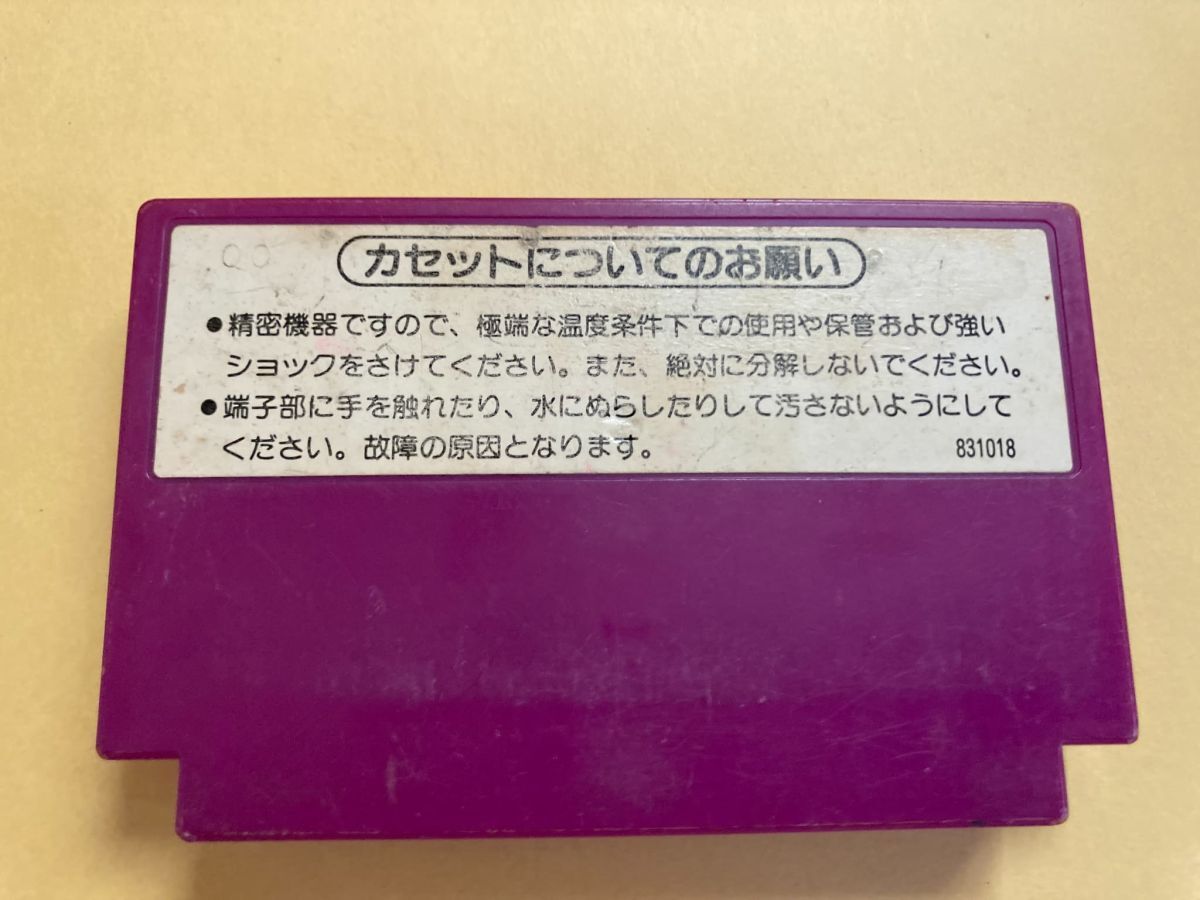 カセットについてのお願い
●精密機器ですので、極端な温度条件下での使用や保管および強い
ショックをさけてください。また、絶対に分解しないでください。
●端子部に手を触れたり、水にぬらしたりして汚さないようにして
ください。故障の原因となります。 831018